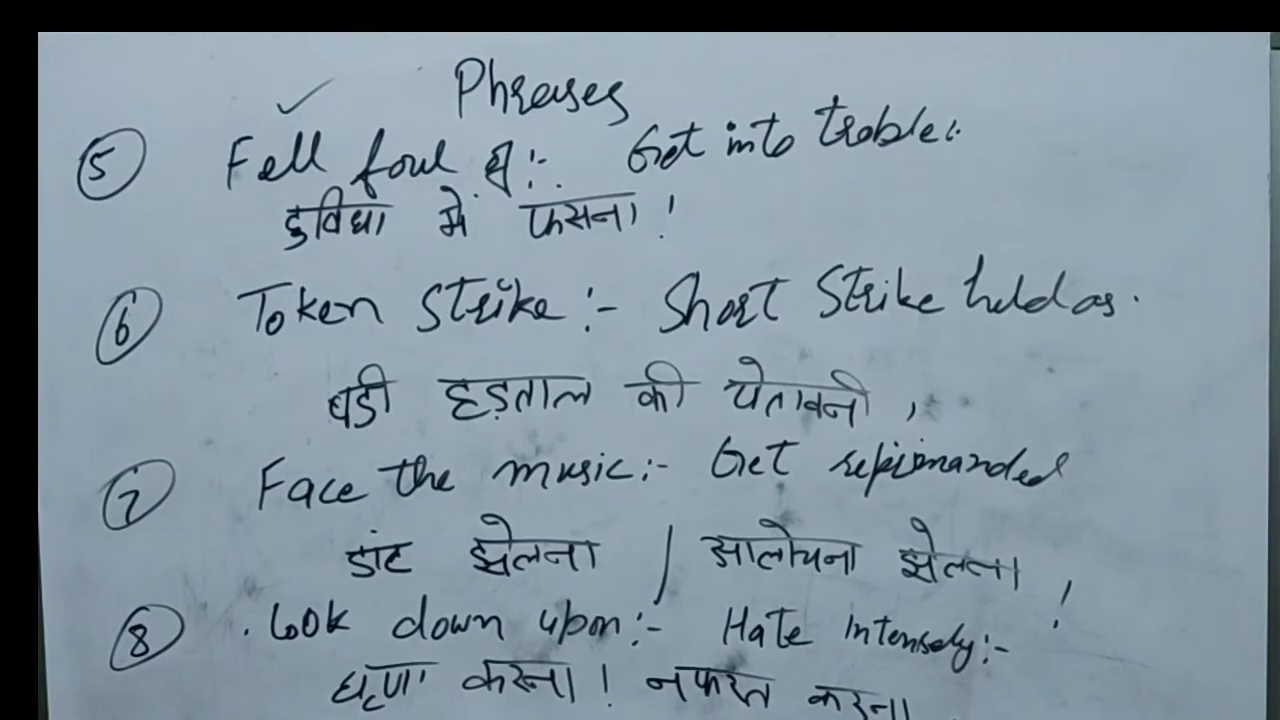 Phrases
⑤ Fell foul of:- Get into troble:
दुविधा में फसना!
⑥ Token Strike:- Short Strike held as.
बडी हड़ताल की चेतावनी,
⑦ Face the music:- Get reprimanded
डांट झेलना / आलोचना झेलना!
⑧ Look down upon:- Hate intensely:-
घृणा करना! नफरत करना